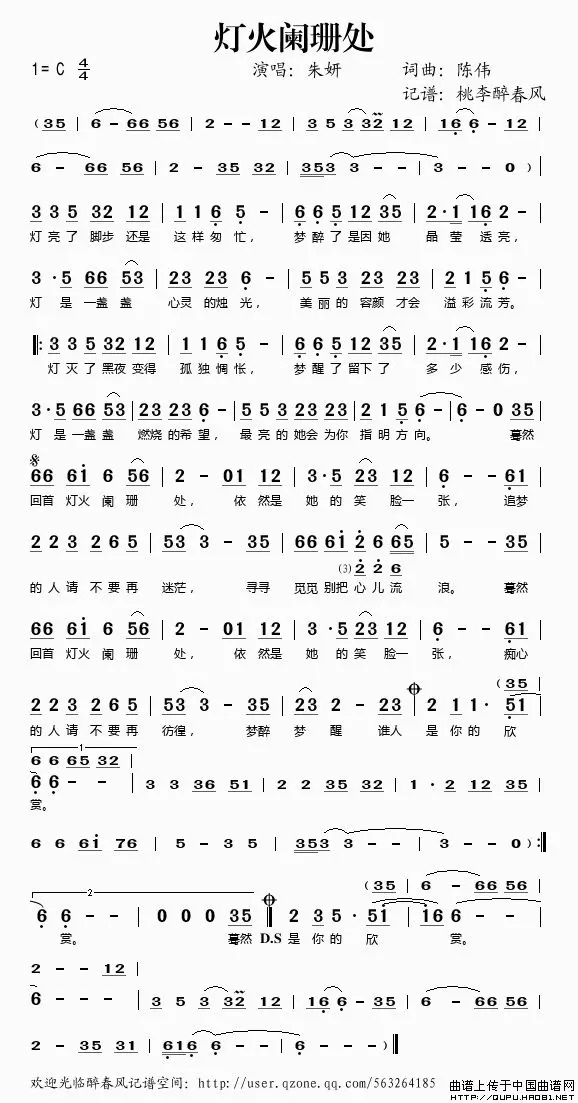 灯火阑珊处
1= C 4/4 演唱：朱妍 词曲：陈伟
记谱：桃李醉春风
（35 | 6 - 66 56 | 2 - - 12 | 3 5 3 32 12 | 16 6 - 12 |
6 - 66 56 | 2 - 35 32 | 353 3 - - | 3 - - 0 ）|
3 3 5 32 12 | 1 1 6 5 - | 6 6 5 12 35 | 2·1 16 2 - |
灯 亮 了 脚步 还是 这 样 匆 忙， 梦 醉 了 是因 她 晶 莹 透 亮，
3 ·5 66 53 | 23 23 6 - | 5 5 3 23 23 | 2 1 5 6 - |
灯 是 一盏 盏 心灵 的烛 光， 美 丽 的 容颜 才会 溢 彩 流 芳。
‖: 3 3 5 32 12 | 1 1 6 5 - | 6 6 5 12 35 | 2·1 16 2 - |
灯 灭 了 黑夜 变得 孤 独 惆 怅， 梦 醒 了 留下 了 多 少 感 伤，
3·5 66 53 | 23 23 6 - | 5 5 3 23 23 | 2 1 5 6 - | 6 - 0 35 |
灯 是 一盏 盏 燃烧 的希 望， 最 亮 的 她会 为你 指 明 方 向。 蓦然
66 6i 6 56 | 2 - 01 12 | 3·5 23 12 | 6 - - 61 |
回首 灯火 阑 珊 处， 依 然是 她 的 笑 脸一 张， 追梦
2 2 3 2 6 5 | 53 3 - 35 | 66 6i 2 6 65 | 5 - - 35 |
(3) 2 2 6
的 人 请 不 要 再 迷茫， 寻寻 觅觅 别把 心 儿 流 浪。 蓦然
66 6i 6 56 | 2 - 01 12 | 3·5 23 12 | 6 - - 61 |
回首 灯火 阑 珊 处， 依 然是 她 的 笑 脸一 张， 痴心
（35 |
2 2 3 2 6 5 | 53 3 - 35 | 23 2 - 23 | 2 1 1· 51 |
的 人 请 不 要 再 彷徨， 梦醉 梦 醒 谁人 是 你 的 欣
1
6 6 65 32 |
6 6 - - | 3 3 36 51 | 2 2 35 32 | 1 · 2 12 35 |
赏。
6 6 6i 76 | 5 - 3 5 | 353 3 - - | 3 - - 0 ）:‖
2 （35 | 6 - 66 56 |
6 6 - - | 0 0 0 35 ‖ 2 3 5 · 51 | 16 6 - - |
赏。 蓦然 D.S 是 你 的 欣 赏。
2 - - 12 |
6 - - - | 3 5 3 32 12 | 16 6 - 35 | 6 - 66 56 |
2 - 35 31 | 616 6 - - | 6 - - - ）‖
欢迎光临醉春风记谱空间：http://user.qzone.qq.com/563264185
曲谱上传于中国曲谱网
http://QUPU.HAO81.NET